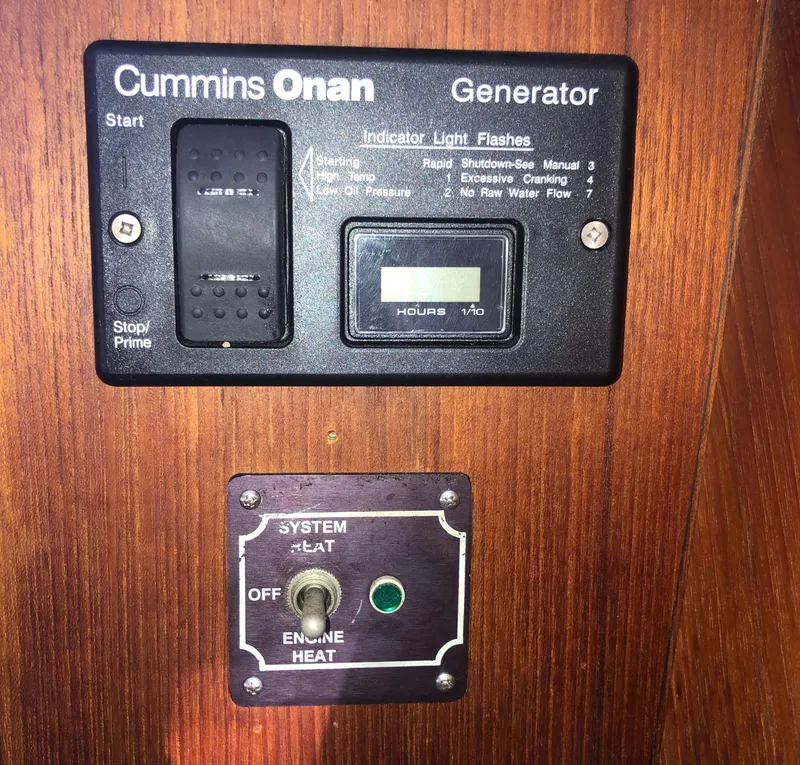 Cummins Onan Generator
Start
Indicator Light Flashes
Starting Rapid Shutdown-See Manual 3
High Temp 1 Excessive Cranking 4
Low Oil Pressure 2 No Raw Water Flow 7
HOURS 1/10
Stop/
Prime
SYSTEM
HEAT
OFF
ENGINE
HEAT